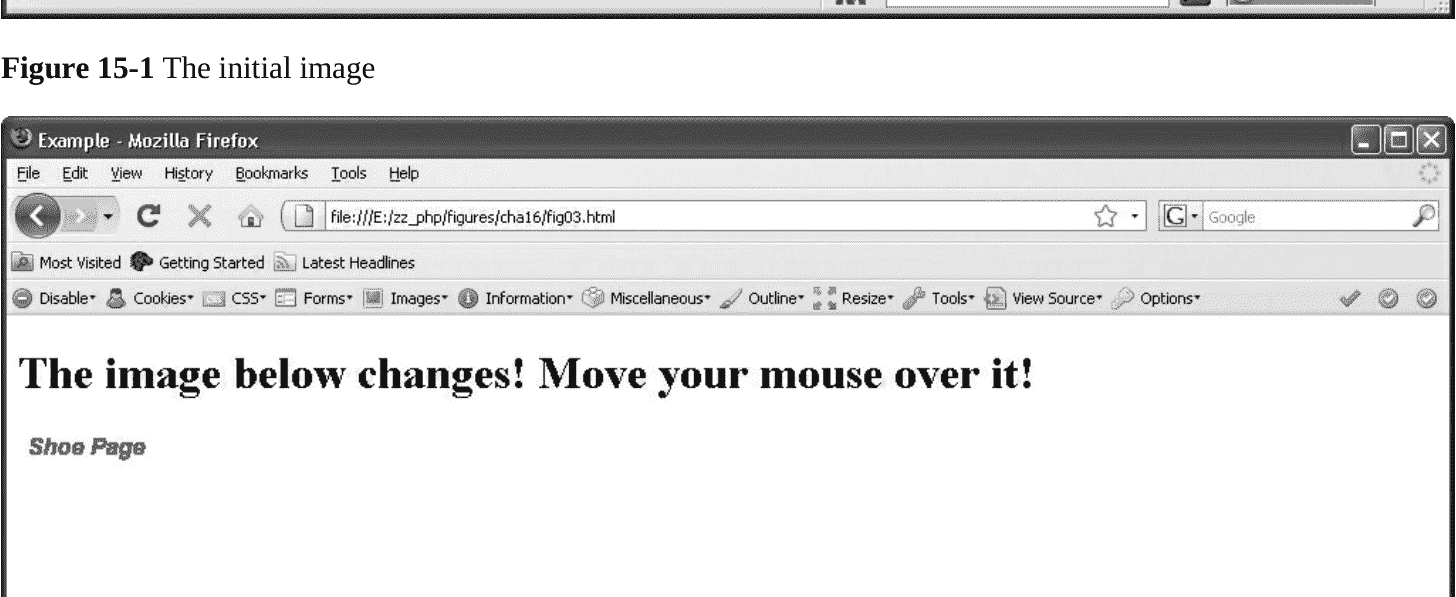 Figure 15-1 The initial image
Example - Mozilla Firefox
File Edit View History Bookmarks Tools Help
file:///E:/zz_php/figures/cha16/fig03.html G Google
Most Visited Getting Started Latest Headlines
Disable Cookies CSS Forms Images Information Miscellaneous Outline Resize Tools View Source Options
The image below changes! Move your mouse over it!
Shoe Page